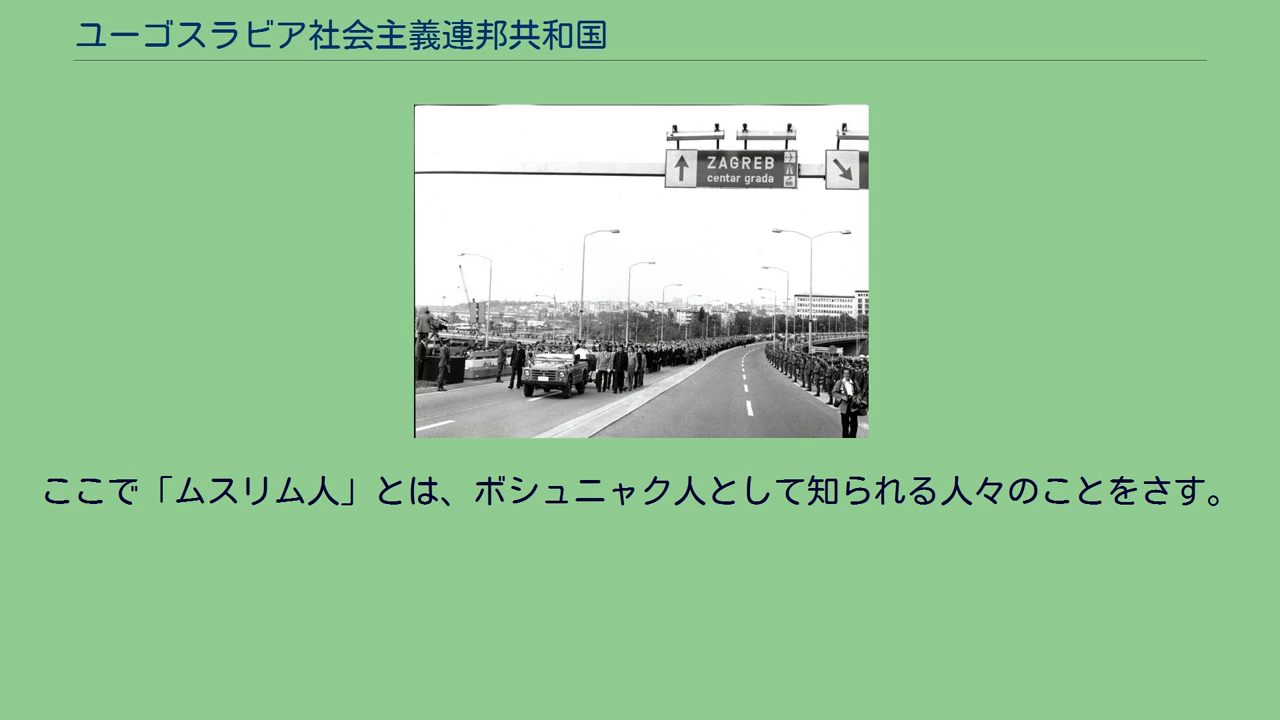 ユーゴスラビア社会主義連邦共和国
ZAGREB
centar grada
ここで「ムスリム人」とは、ボシュニャク人として知られる人々のことをさす。